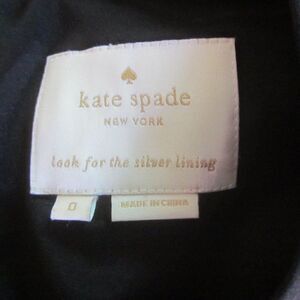 kate spade
NEW YORK
look for the silver lining
0
MADE IN CHINA